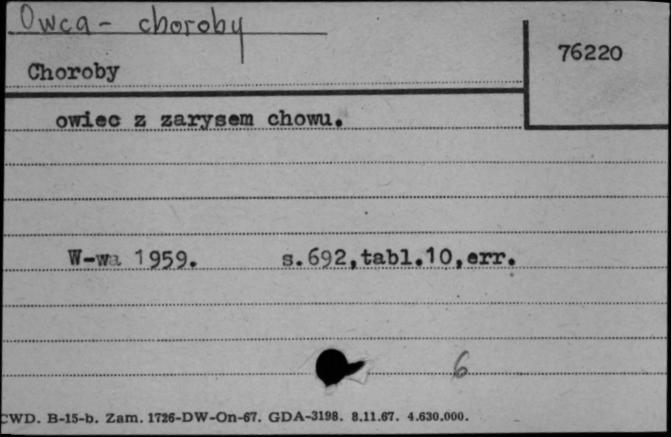 Owca - choroby
76220
Choroby
owiec z zarysem chowu.
W-wa 1959. s.692,tabl.10,err.
6
CWD. B-15-b. Zam. 1726-DW-On-67. GDA-3198. 8.11.67. 4.630.000.